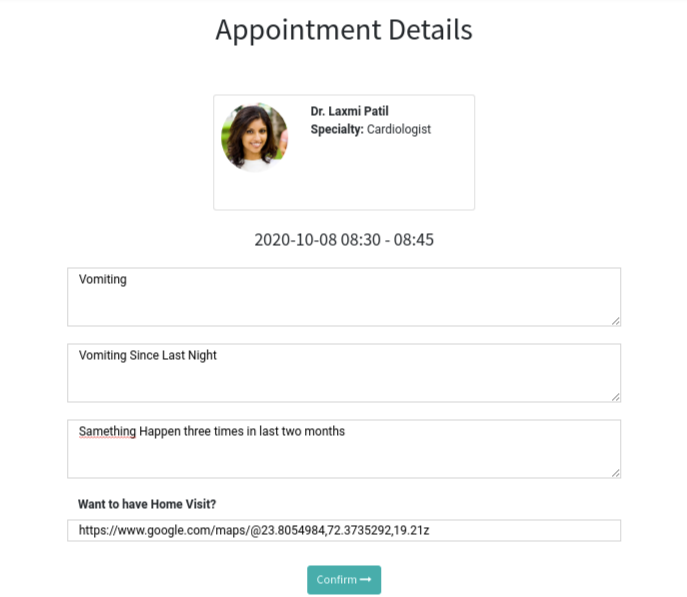 Appointment Details
Dr. Laxmi Patil
Specialty: Cardiologist
2020-10-08 08:30 - 08:45
Vomiting
Vomiting Since Last Night
Samething Happen three times in last two months
Want to have Home Visit?
https://www.google.com/maps/@23.8054984,72.3735292,19.21z
Confirm →